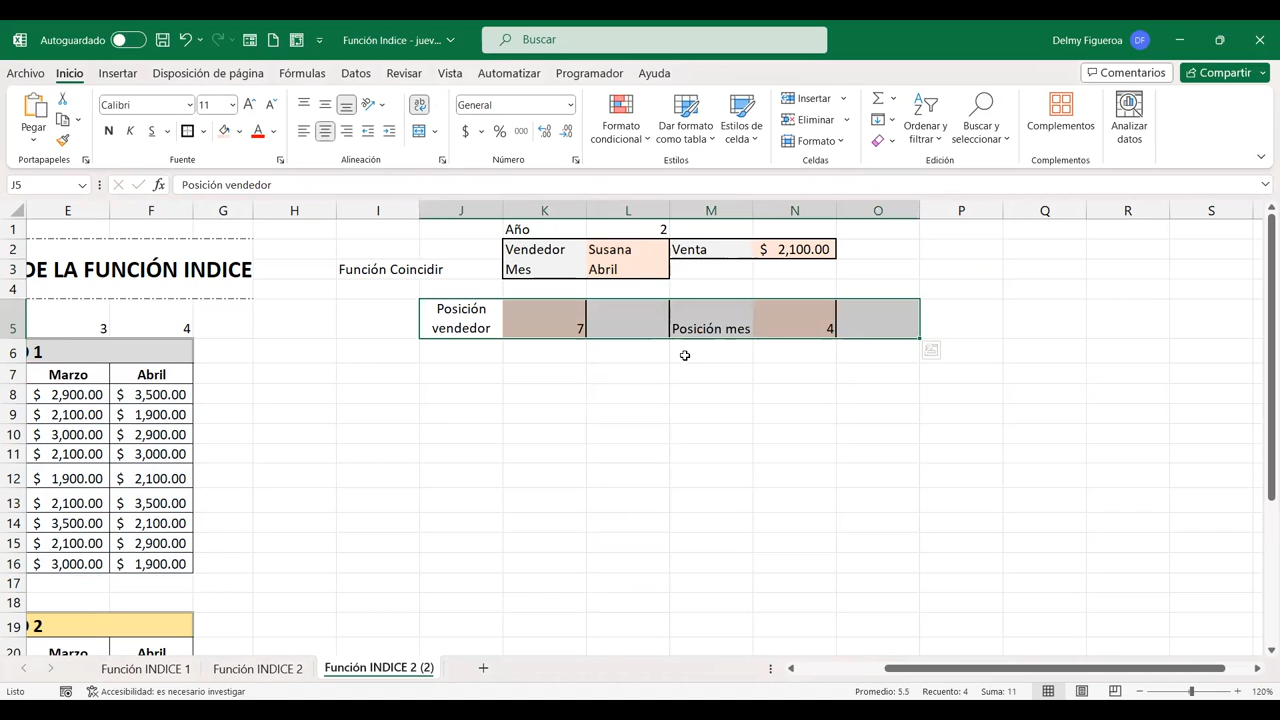 Autoguardado
Función Indice - juev...
Buscar
Delmy Figueroa
DF
Archivo Inicio Insertar Disposición de página Fórmulas Datos Revisar Vista Automatizar Programador Ayuda
Comentarios
Compartir
Pegar
Portapapeles
Calibri
11
N K S
Fuente
ab
Alineación
General
$ % 000
Número
Formato condicional
Dar formato como tabla
Estilos de celda
Estilos
Insertar
Eliminar
Formato
Celdas
Ordenar y filtrar
Buscar y seleccionar
Edición
Complementos
Complementos
Analizar datos
J5
fx
Posición vendedor
E F G H I J K L M N O P Q R S
1 Año 2
2 Vendedor Susana Venta $ 2,100.00
3 DE LA FUNCIÓN INDICE Función Coincidir Mes Abril
4
5 3 4 Posición vendedor 7 Posición mes 4
6 O 1
7 Marzo Abril
8 $ 2,900.00 $ 3,500.00
9 $ 2,100.00 $ 1,900.00
10 $ 3,000.00 $ 2,900.00
11 $ 2,100.00 $ 3,000.00
12 $ 1,900.00 $ 2,100.00
13 $ 2,100.00 $ 3,500.00
14 $ 3,500.00 $ 2,100.00
15 $ 2,100.00 $ 2,900.00
16 $ 3,000.00 $ 1,900.00
17
18
19 O 2
20 Marzo Abril
Función INDICE 1 Función INDICE 2 Función INDICE 2 (2)
Listo
Accesibilidad: es necesario investigar
Promedio: 5.5 Recuento: 4 Suma: 11
120%